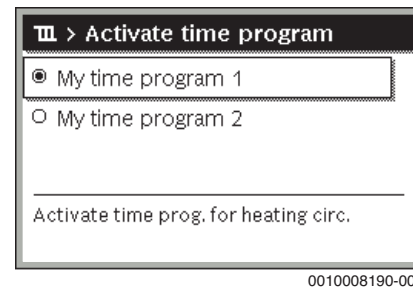 > Activate time program
My time program 1
My time program 2
Activate time prog. for heating circ.
0010008190-00